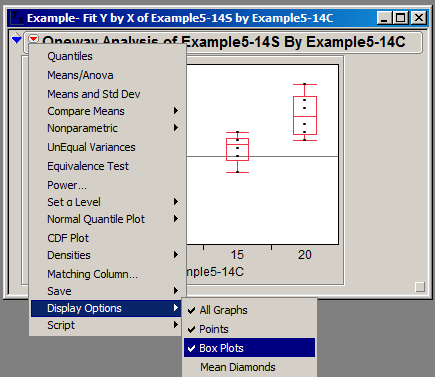 Example- Fit Y by X of Example5-14S by Example5-14C
Oneway Analysis of Example5-14S By Example5-14C
Quantiles
Means/Anova
Means and Std Dev
Compare Means
Nonparametric
UnEqual Variances
Equivalence Test
Power...
Set α Level
Normal Quantile Plot
CDF Plot
Densities
Matching Column...
Save
Display Options
Script
15 20
mple5-14C
All Graphs
Points
Box Plots
Mean Diamonds